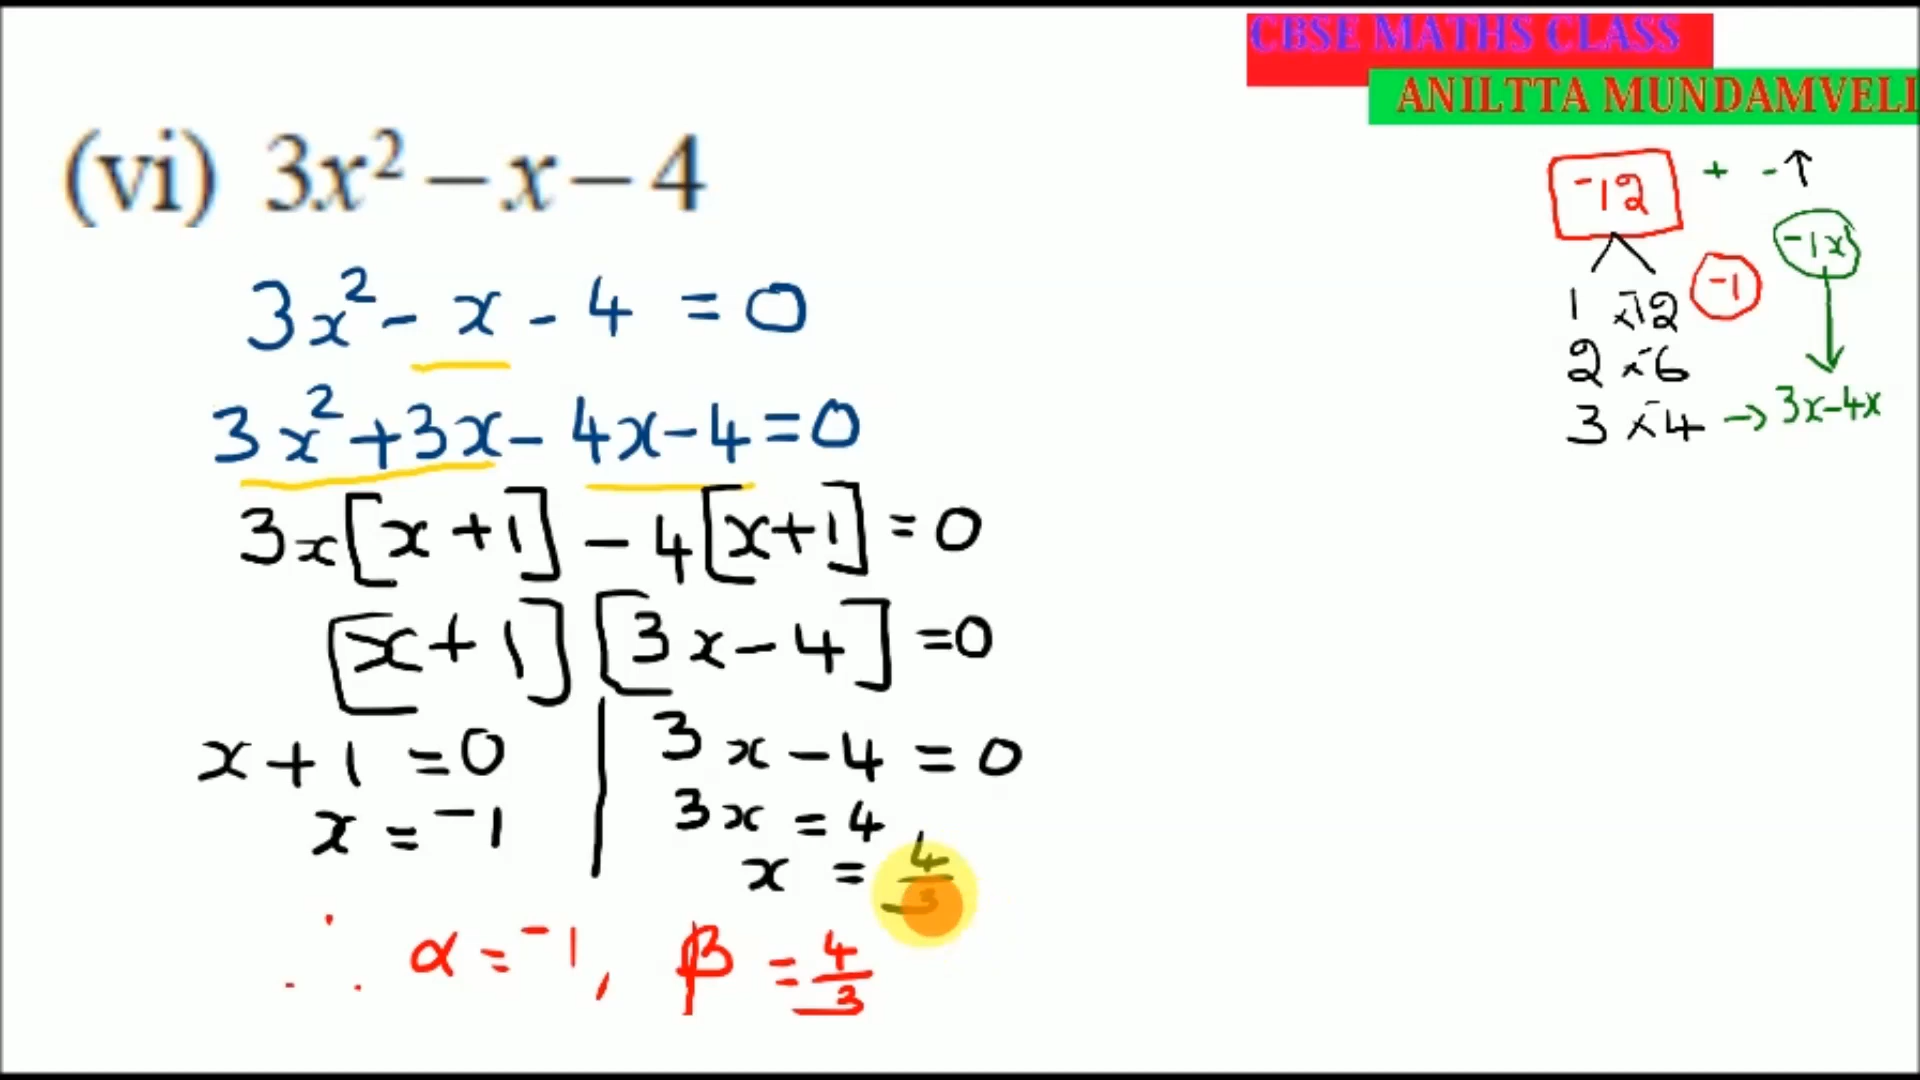 CBSE MATHS CLASS
ANILTTA MUNDAMVELI
(vi) 3x² – x – 4
3x² - x - 4 = 0
3x² + 3x - 4x - 4 = 0
3x[x + 1] - 4[x + 1] = 0
[x + 1] [3x - 4] = 0
x + 1 = 0
x = -1
3x - 4 = 0
3x = 4
x = 4/3
∴ α = -1, β = 4/3
-12 + - ↑
-1x
1 × -12 -1
2 × -6
3 × -4 → 3x-4x